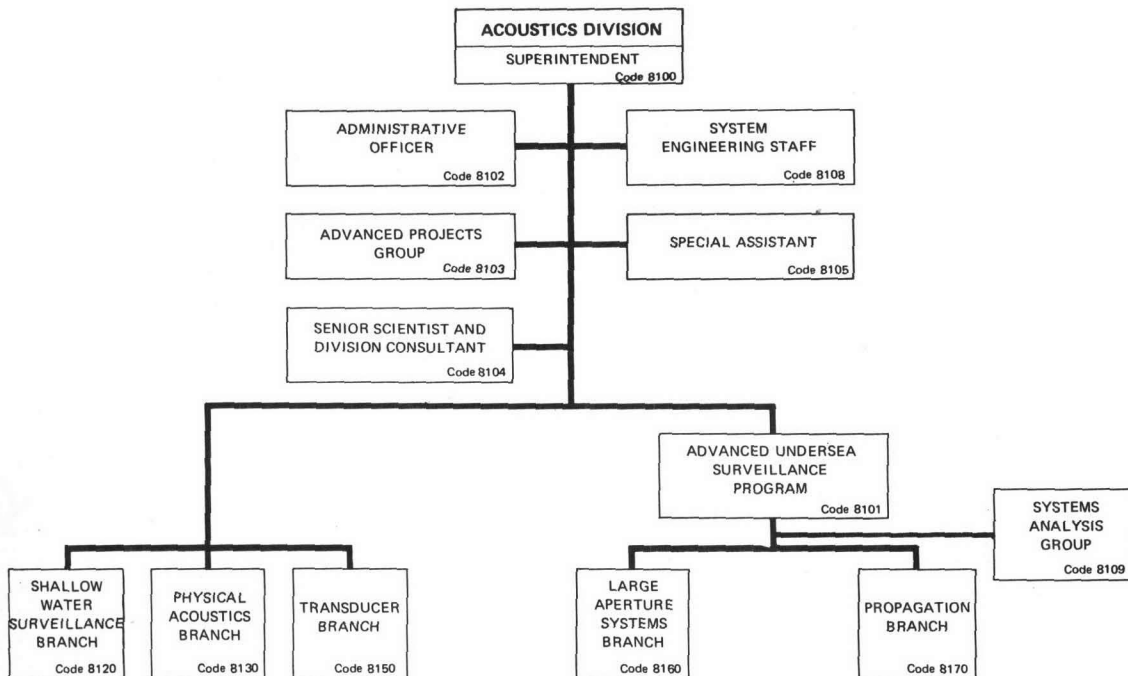 ACOUSTICS DIVISION
SUPERINTENDENT
Code 8100
ADMINISTRATIVE
OFFICER
Code 8102
SYSTEM
ENGINEERING STAFF
Code 8108
ADVANCED PROJECTS
GROUP
Code 8103
SPECIAL ASSISTANT
Code 8105
SENIOR SCIENTIST AND
DIVISION CONSULTANT
Code 8104
ADVANCED UNDERSEA
SURVEILLANCE
PROGRAM
Code 8101
SYSTEMS
ANALYSIS
GROUP
Code 8109
SHALLOW
WATER
SURVEILLANCE
BRANCH
Code 8120
PHYSICAL
ACOUSTICS
BRANCH
Code 8130
TRANSDUCER
BRANCH
Code 8150
LARGE
APERTURE
SYSTEMS
BRANCH
Code 8160
PROPAGATION
BRANCH
Code 8170